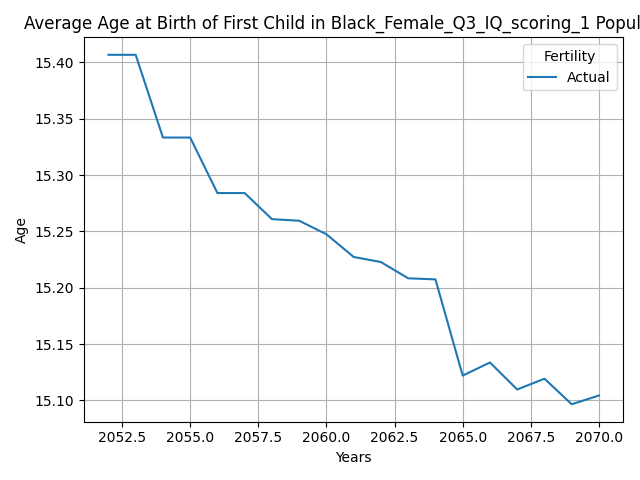 Average Age at Birth of First Child in Black_Female_Q3_IQ_scoring_1 Popul
Fertility
Actual
15.40
15.35
15.30
15.25
15.20
15.15
15.10
Age
2052.5 2055.0 2057.5 2060.0 2062.5 2065.0 2067.5 2070.0
Years